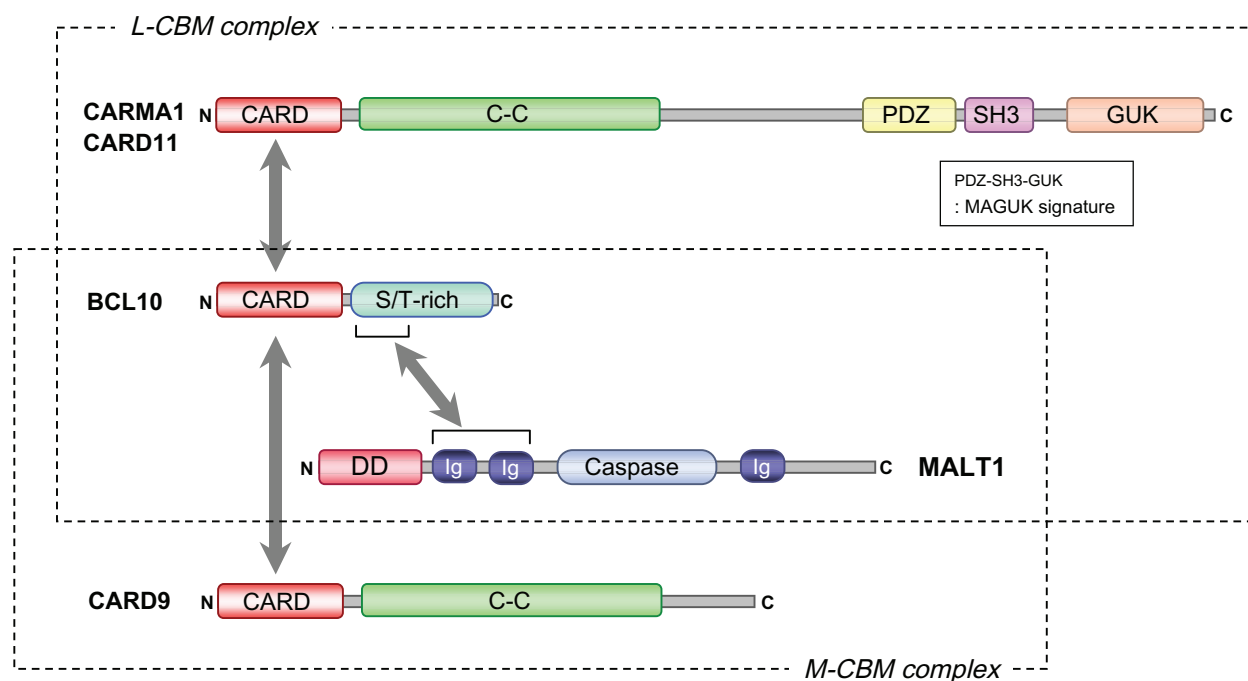 L-CBM complex
CARMA1
CARD11
N CARD C-C PDZ SH3 GUK C
PDZ-SH3-GUK
: MAGUK signature
BCL10 N CARD S/T-rich C
N DD Ig Ig Caspase Ig C MALT1
CARD9 N CARD C-C C
M-CBM complex